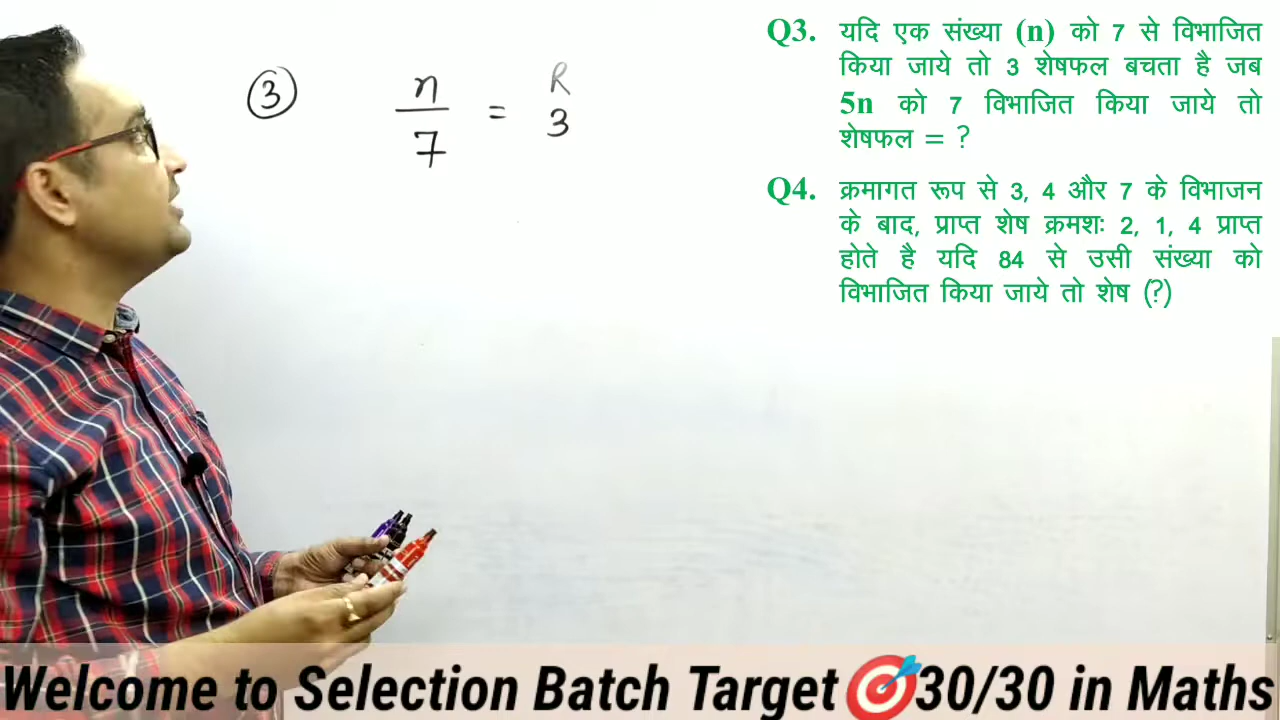 3
n/7 = R 3
Q3. यदि एक संख्या (n) को 7 से विभाजित
किया जाये तो 3 शेषफल बचता है जब
5n को 7 विभाजित किया जाये तो
शेषफल = ?
Q4. क्रमागत रूप से 3, 4 और 7 के विभाजन
के बाद, प्राप्त शेष क्रमशः 2, 1, 4 प्राप्त
होते है यदि 84 से उसी संख्या को
विभाजित किया जाये तो शेष (?)
Welcome to Selection Batch Target 🎯30/30 in Maths